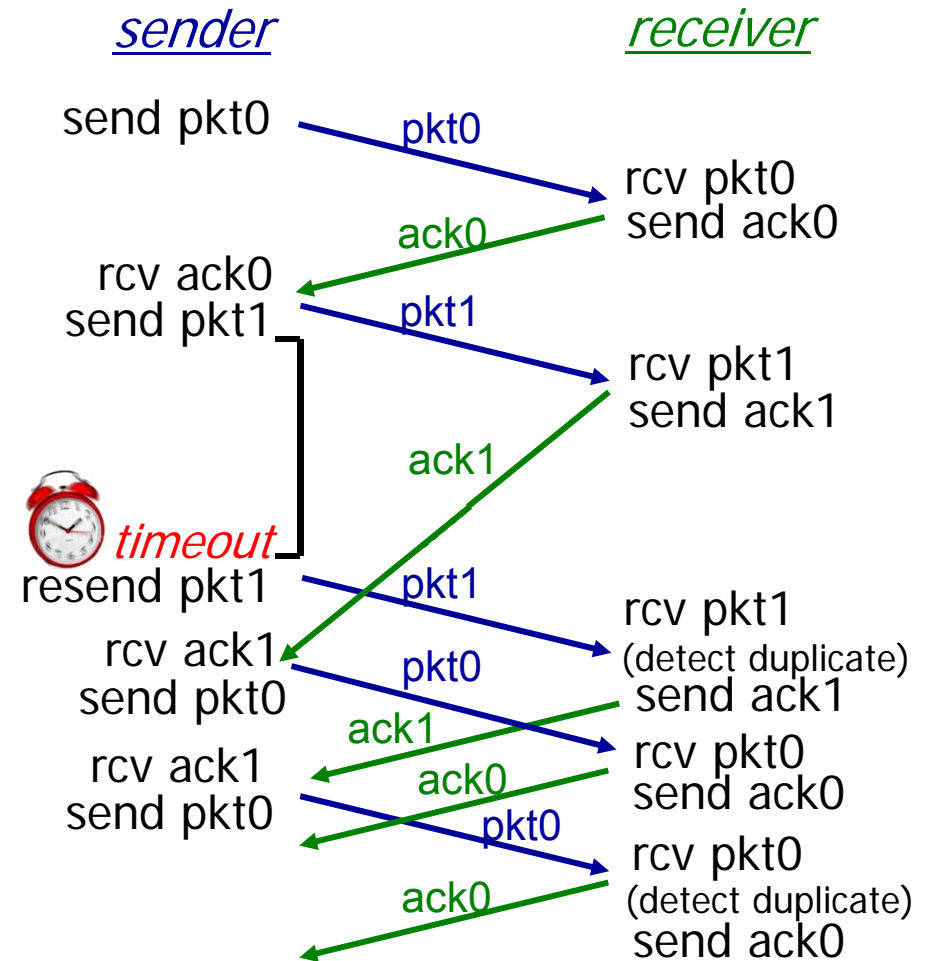 sender
receiver
send pkt0
pkt0
rcv pkt0
send ack0
ack0
rcv ack0
send pkt1
pkt1
rcv pkt1
send ack1
ack1
timeout
resend pkt1
pkt1
rcv pkt1
(detect duplicate)
send ack1
rcv ack1
send pkt0
pkt0
ack1
rcv pkt0
send ack0
rcv ack1
send pkt0
ack0
pkt0
rcv pkt0
(detect duplicate)
send ack0
ack0